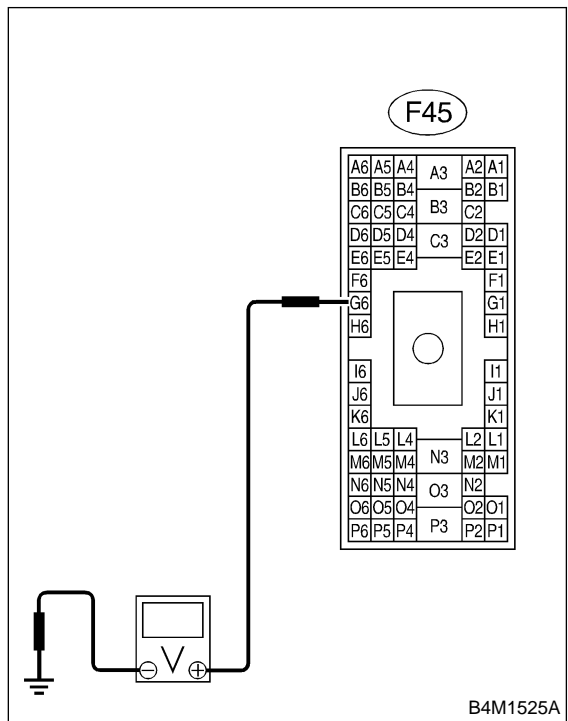 F45
A6 A5 A4 A3 A2 A1
B6 B5 B4 B3 B2 B1
C6 C5 C4 C2
D6 D5 D4 C3 D2 D1
E6 E5 E4 E2 E1
F6 F1
G6 G1
H6 H1
I6 I1
J6 J1
K6 K1
L6 L5 L4 L2 L1
M6 M5 M4 N3 M2 M1
N6 N5 N4 N2
O6 O5 O4 O3 O2 O1
P6 P5 P4 P3 P2 P1
− V +
B4M1525A